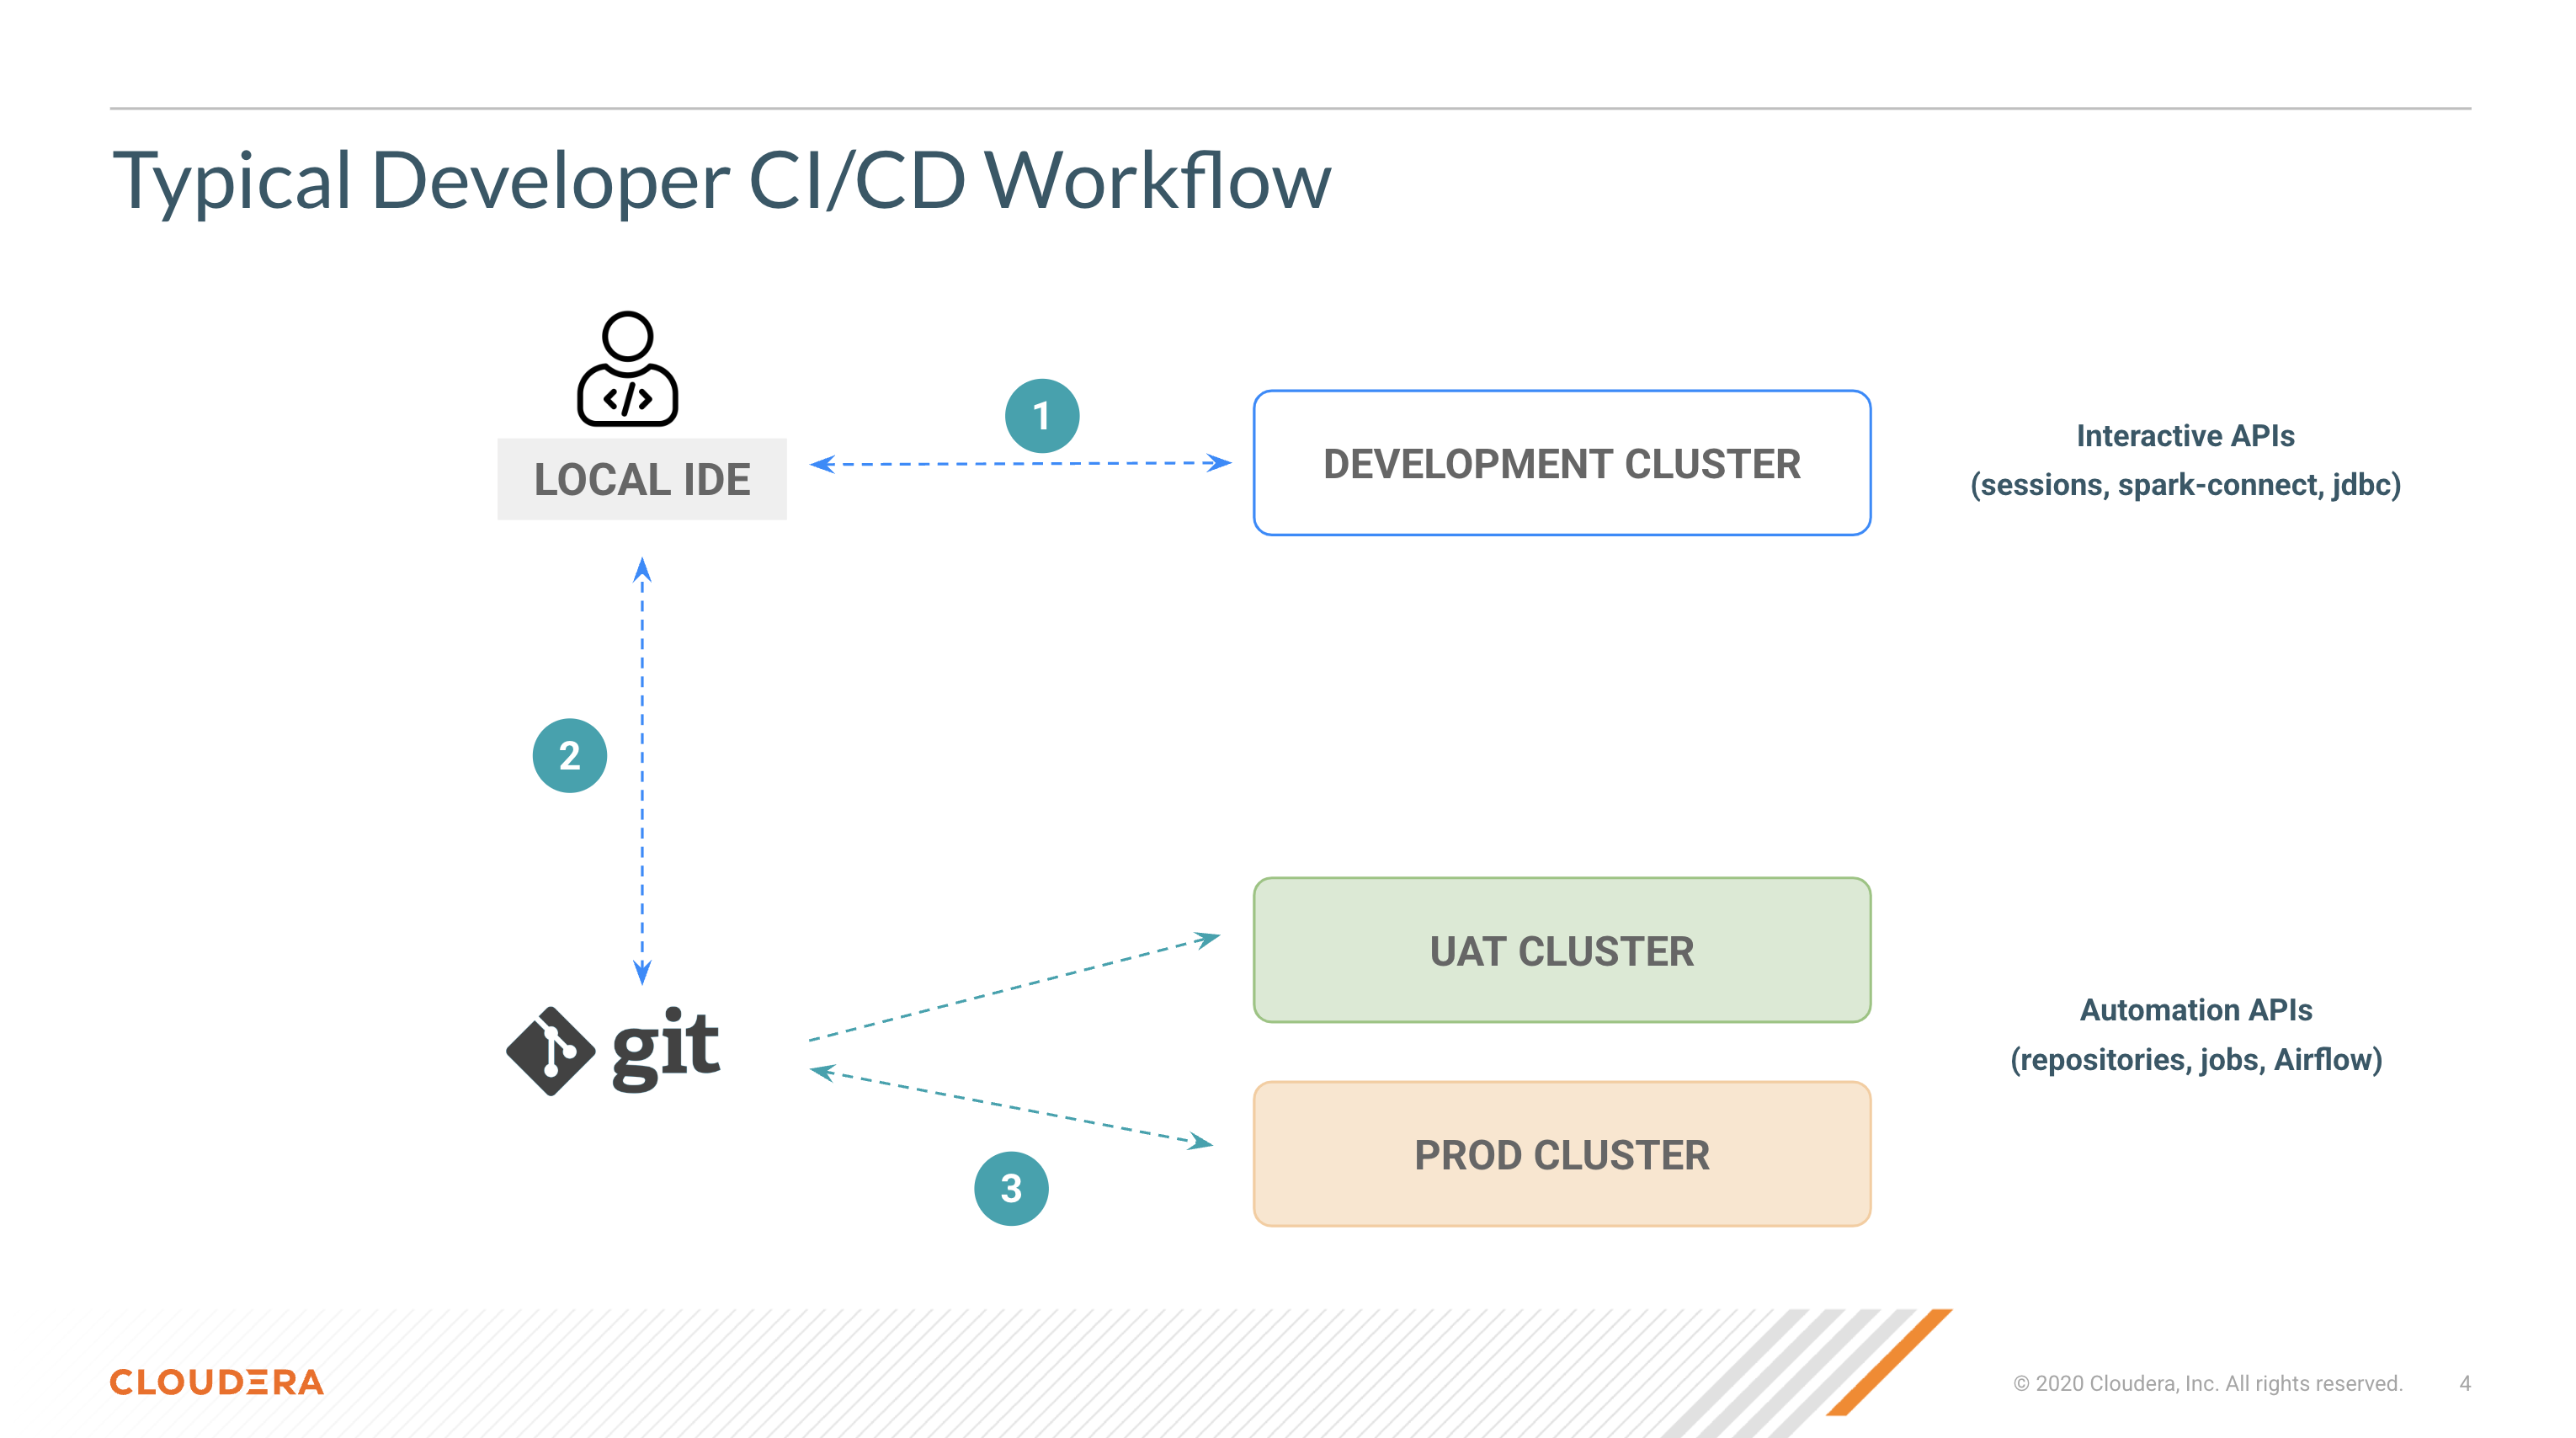 Typical Developer CI/CD Workflow
1
LOCAL IDE
DEVELOPMENT CLUSTER
Interactive APIs
(sessions, spark-connect, jdbc)
2
git
UAT CLUSTER
PROD CLUSTER
Automation APIs
(repositories, jobs, Airflow)
3
CLOUDERA
© 2020 Cloudera, Inc. All rights reserved. 4